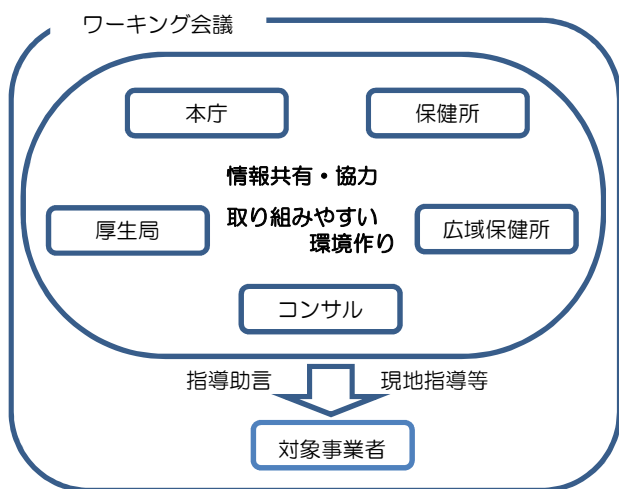 ワーキング会議
本庁
保健所
情報共有・協力
厚生局
取り組みやすい
環境作り
広域保健所
コンサル
指導助言
現地指導等
対象事業者